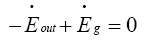 −Ė_out + Ė_g = 0